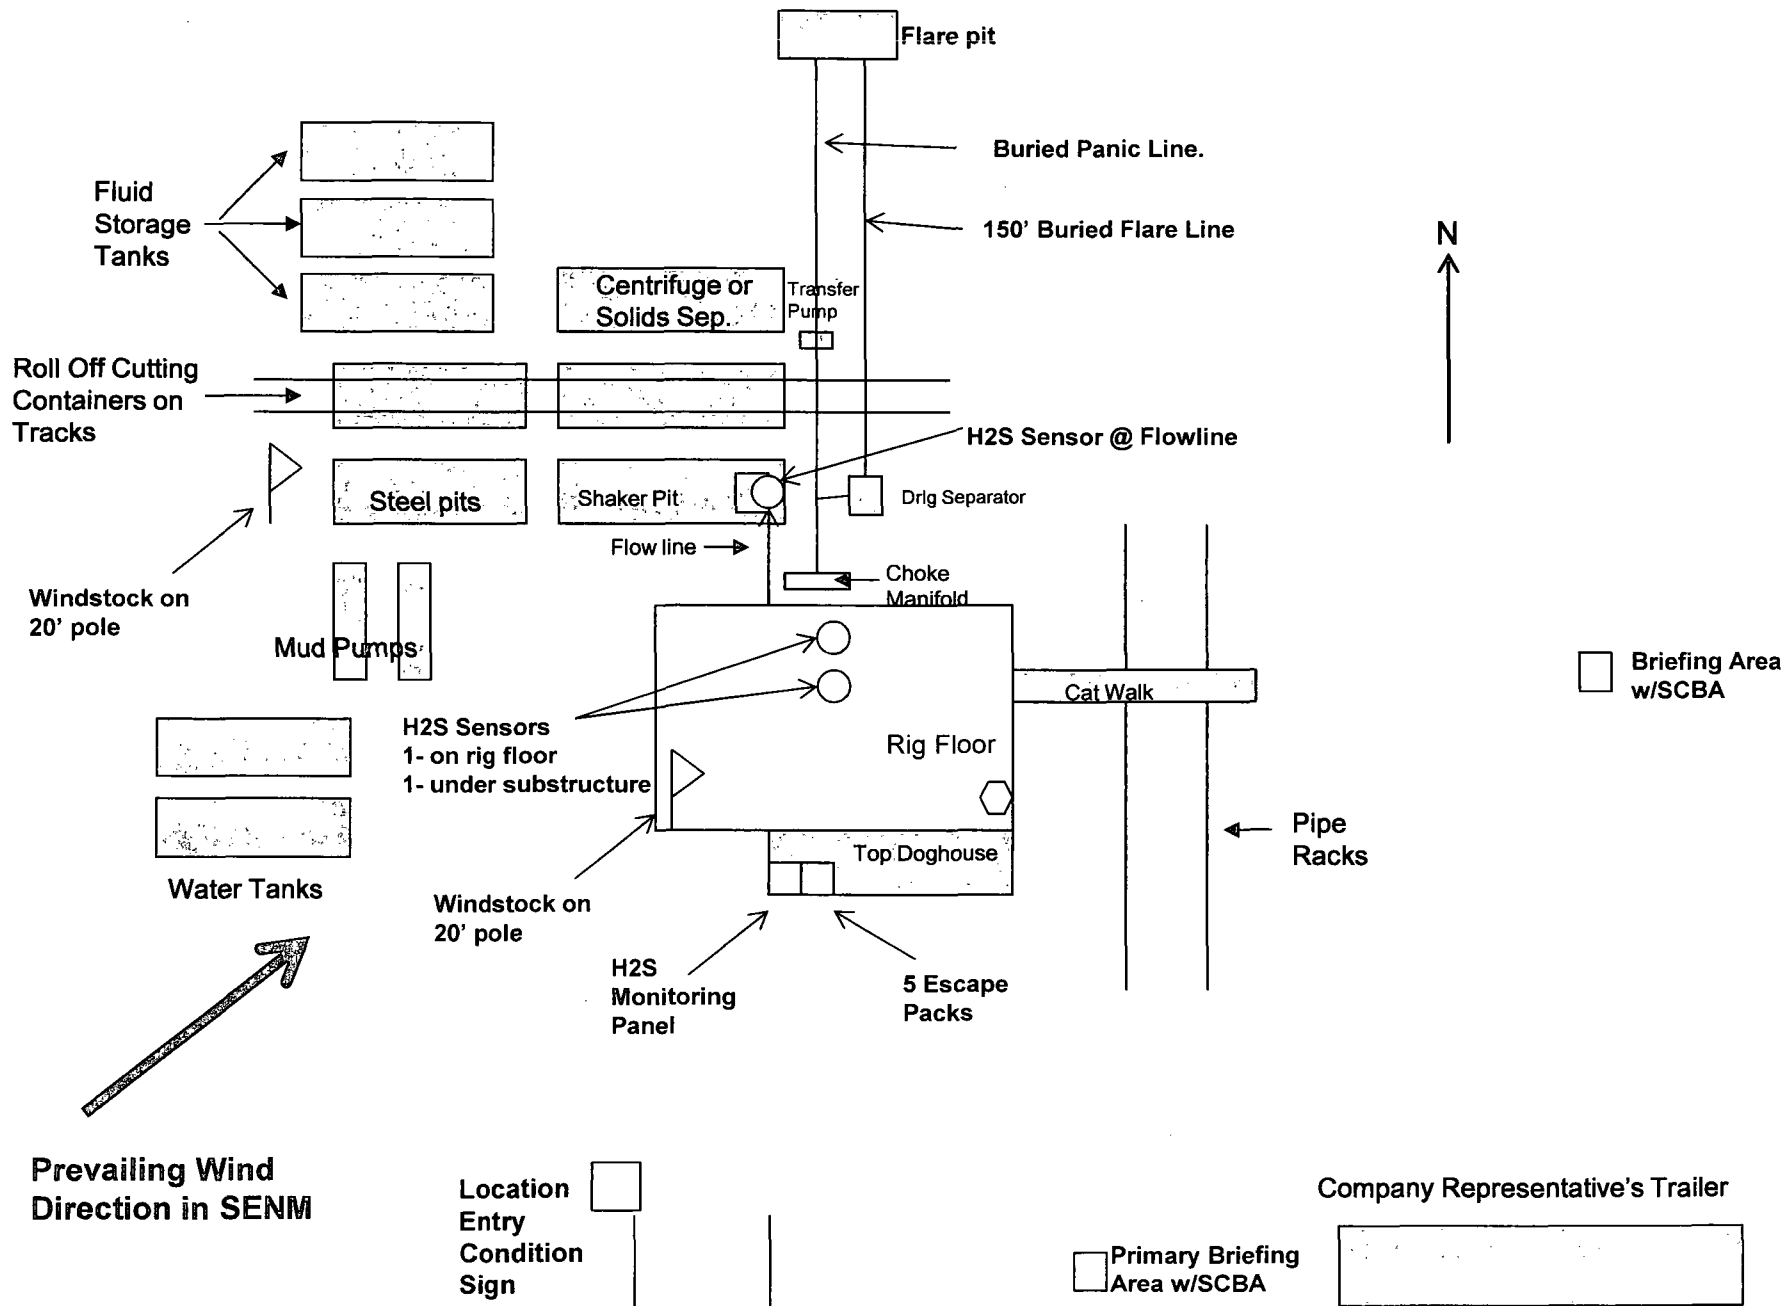 Flare pit
Buried Panic Line.
150' Buried Flare Line
N
Fluid
Storage
Tanks
Centrifuge or
Solids Sep.
Transfer
Pump
Roll Off Cutting
Containers on
Tracks
H2S Sensor @ Flowline
Steel pits
Shaker Pit
Drlg Separator
Flow line
Choke
Manifold
Windstock on
20' pole
Mud Pumps
Briefing Area
w/SCBA
Cat Walk
H2S Sensors
1- on rig floor
1- under substructure
Rig Floor
Pipe
Racks
Top Doghouse
Water Tanks
Windstock on
20' pole
H2S
Monitoring
Panel
5 Escape
Packs
Prevailing Wind
Direction in SENM
Location
Entry
Condition
Sign
Company Representative's Trailer
Primary Briefing
Area w/SCBA